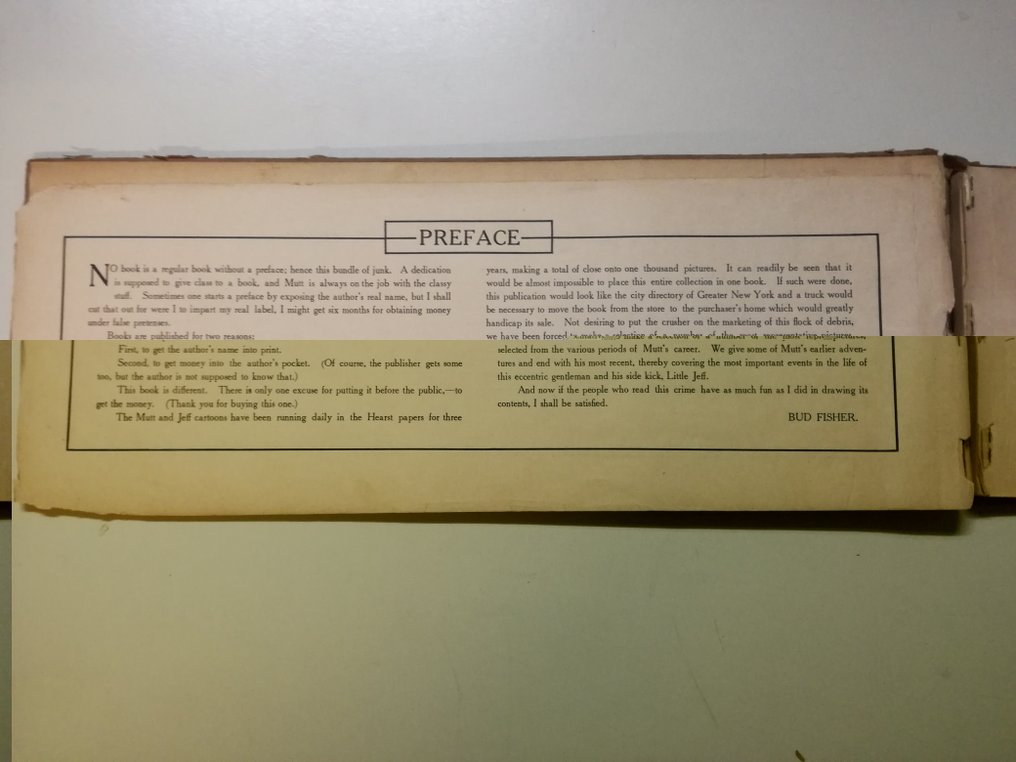 PREFACE
NO book is a regular book without a preface; hence this bundle of junk. A dedication
is supposed to give class to a book, and Mutt is always on the job with the classy
stuff. Sometimes one starts a preface by exposing the author's real name, but I shall
cut that out for were I to impart my real label, I might get six months for obtaining money
under false pretenses.
Books are published for two reasons:
First, to get the author's name into print.
Second, to get money into the author's pocket. (Of course, the publisher gets some
too, but the author is not supposed to know that.)
This book is different. There is only one excuse for putting it before the public,—to
get the money. (Thank you for buying this one.)
The Mutt and Jeff cartoons have been running daily in the Hearst papers for three
years, making a total of close onto one thousand pictures. It can readily be seen that it
would be almost impossible to place this entire collection in one book. If such were done,
this publication would look like the city directory of Greater New York and a truck would
be necessary to move the book from the store to the purchaser's home which would greatly
handicap its sale. Not desiring to put the crusher on the marketing of this flock of debris,
we have been forced
selected from the various periods of Mutt's career. We give some of Mutt's earlier adven-
tures and end with his most recent, thereby covering the most important events in the life of
this eccentric gentleman and his side kick, Little Jeff.
And now if the people who read this crime have as much fun as I did in drawing its
contents, I shall be satisfied.
BUD FISHER.